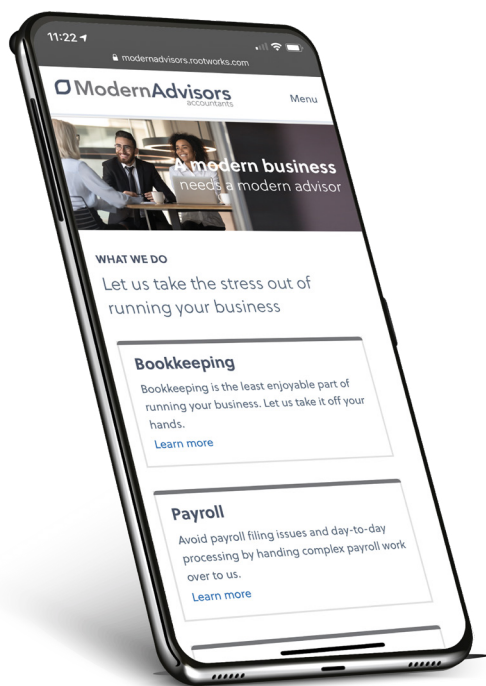 11:22
modernadvisors.rootworks.com
ModernAdvisors
accountants
Menu
A modern business
needs a modern advisor
WHAT WE DO
Let us take the stress out of
running your business
Bookkeeping
Bookkeeping is the least enjoyable part of
running your business. Let us take it off your
hands.
Learn more
Payroll
Avoid payroll filing issues and day-to-day
processing by handing complex payroll work
over to us.
Learn more